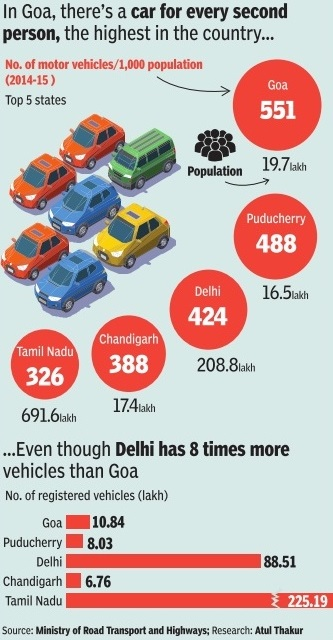 In Goa, there's a car for every second
person, the highest in the country...
No. of motor vehicles/1,000 population
(2014-15 )
Top 5 states
Goa
551
19.7lakh
Population
Puducherry
488
16.5lakh
Delhi
424
208.8lakh
Chandigarh
388
17.4lakh
Tamil Nadu
326
691.6lakh
...Even though Delhi has 8 times more
vehicles than Goa
No. of registered vehicles (lakh)
Goa 10.84
Puducherry 8.03
Delhi 88.51
Chandigarh 6.76
Tamil Nadu 225.19
Source: Ministry of Road Transport and Highways; Research: Atul Thakur